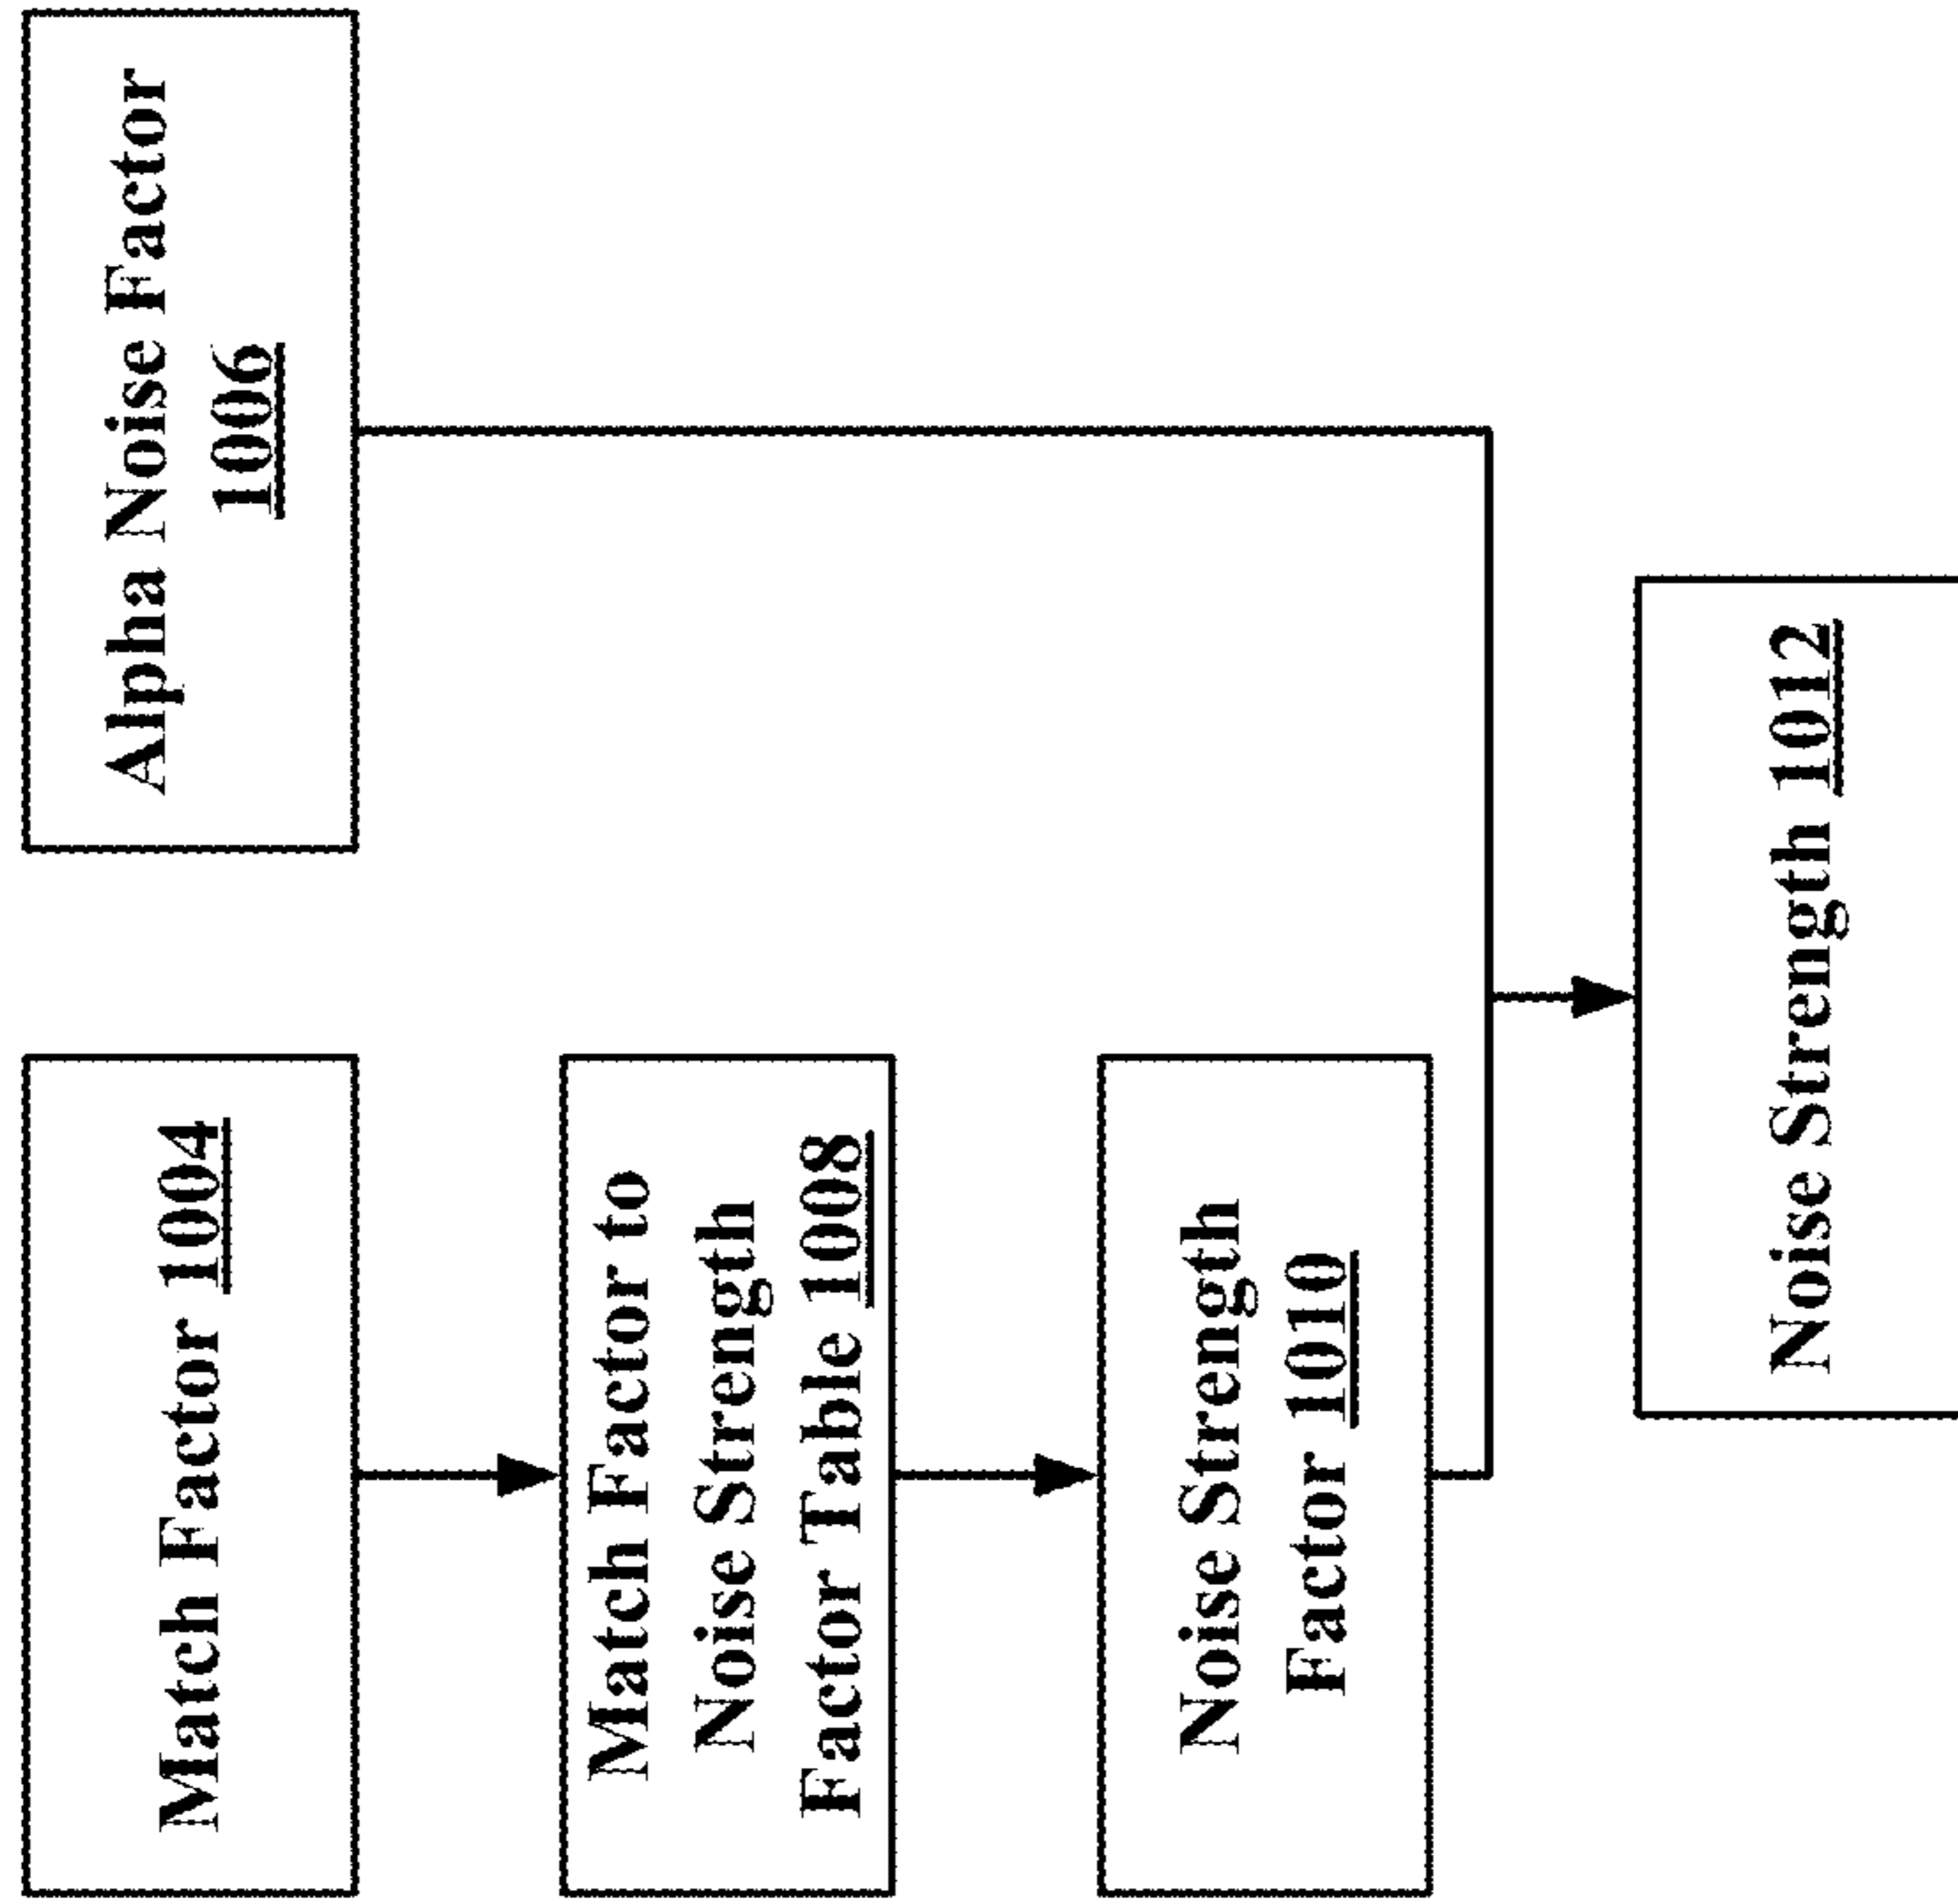 Match Factor 1004
Match Factor to
Noise Strength
Factor Table 1008
Noise Strength
Factor 1010
Alpha Noise Factor
1006
Noise Strength 1012